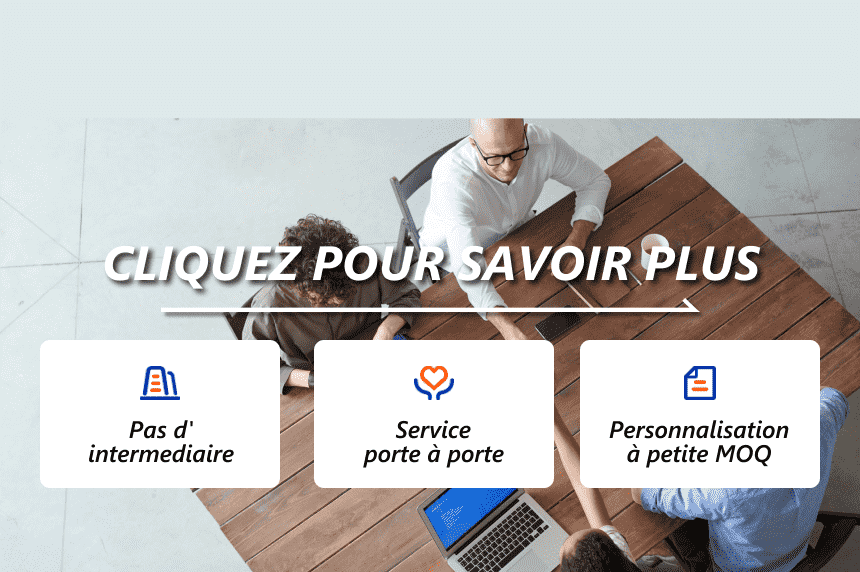 CLIQUEZ POUR SAVOIR PLUS
Pas d'
intermediaire
Service
porte à porte
Personnalisation
à petite MOQ